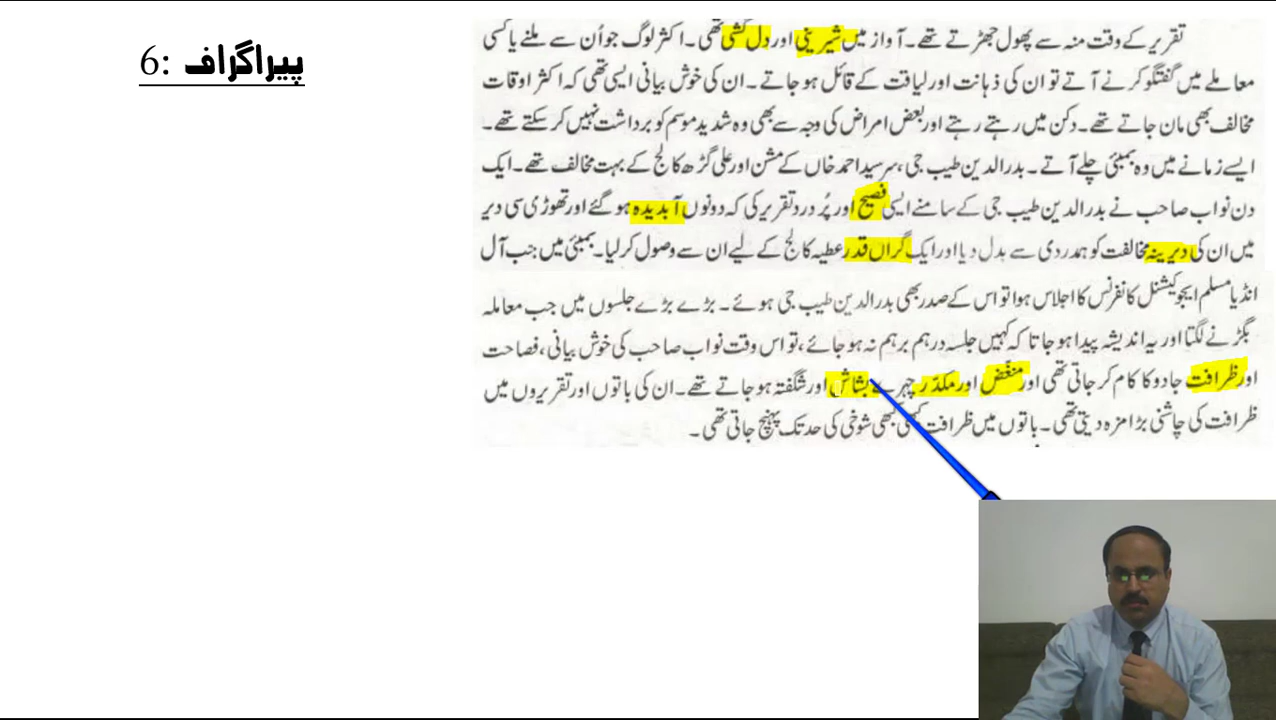 پیراگراف :6
تقریر کے وقت منہ سے پھول جھڑتے تھے۔ آواز میں شیرینی اور دل کشی تھی۔ اکثر لوگ جو اُن سے ملنے یا کسی
معاملے میں گفتگو کرنے آتے تو ان کی ذہانت اور لیاقت کے قائل ہو جاتے۔ ان کی خوش بیانی ایسی تھی کہ اکثر اوقات
مخالف بھی مان جاتے تھے۔ دکن میں رہتے رہتے اور بعض امراض کی وجہ سے بھی وہ شدید موسم کو برداشت نہیں کر سکتے تھے۔
ایسے زمانے میں وہ بمبئی چلے آتے۔ بدرالدین طیب جی، سرسید احمد خاں کے مشن اور علی گڑھ کالج کے بہت مخالف تھے۔ ایک
دن نواب صاحب نے بدرالدین طیب جی کے سامنے ایسی فصیح اور پُر درد تقریر کی کہ دونوں آبدیدہ ہو گئے اور تھوڑی سی دیر
میں ان کی دیرینہ مخالفت کو ہمدردی سے بدل دیا اور ایک گراں قدر عطیہ کالج کے لیے ان سے وصول کر لیا۔ بمبئی میں جب آل
انڈیا مسلم ایجوکیشنل کانفرنس کا اجلاس ہوا تو اس کے صدر بھی بدرالدین طیب جی ہوئے۔ بڑے بڑے جلسوں میں جب معاملہ
بگڑنے لگتا اور یہ اندیشہ پیدا ہو جاتا کہ کہیں جلسہ درہم برہم نہ ہو جائے، تو اس وقت نواب صاحب کی خوش بیانی، فصاحت
اور ظرافت جادو کا کام کر جاتی تھی اور منغّض اور مکدّر چہرے بشاش اور شگفتہ ہو جاتے تھے۔ ان کی باتوں اور تقریروں میں
ظرافت کی چاشنی بڑا مزہ دیتی تھی۔ باتوں میں ظرافت کبھی کبھی شوخی کی حد تک پہنچ جاتی تھی۔